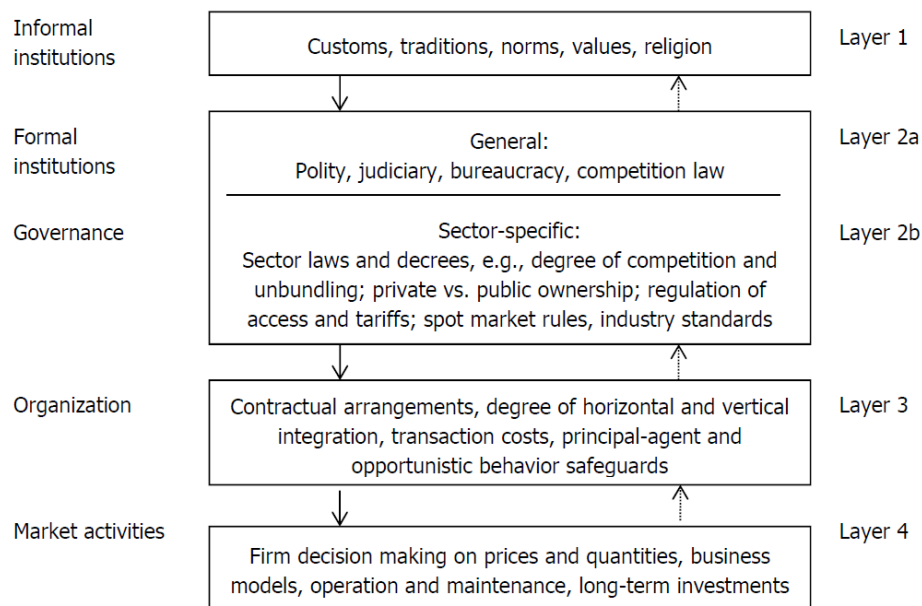 Informal
institutions
Customs, traditions, norms, values, religion
Layer 1
Formal
institutions
General:
Polity, judiciary, bureaucracy, competition law
Layer 2a
Governance
Sector-specific:
Sector laws and decrees, e.g., degree of competition and
unbundling; private vs. public ownership; regulation of
access and tariffs; spot market rules, industry standards
Layer 2b
Organization
Contractual arrangements, degree of horizontal and vertical
integration, transaction costs, principal-agent and
opportunistic behavior safeguards
Layer 3
Market activities
Firm decision making on prices and quantities, business
models, operation and maintenance, long-term investments
Layer 4